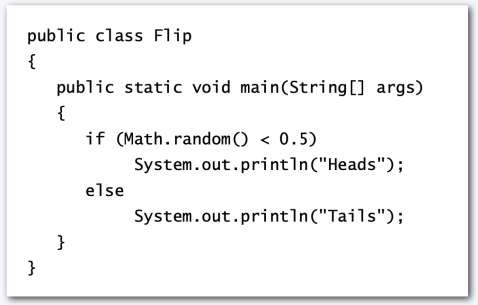 public class Flip
{
   public static void main(String[] args)
   {
      if (Math.random() < 0.5)
           System.out.println("Heads");
      else
           System.out.println("Tails");
   }
}